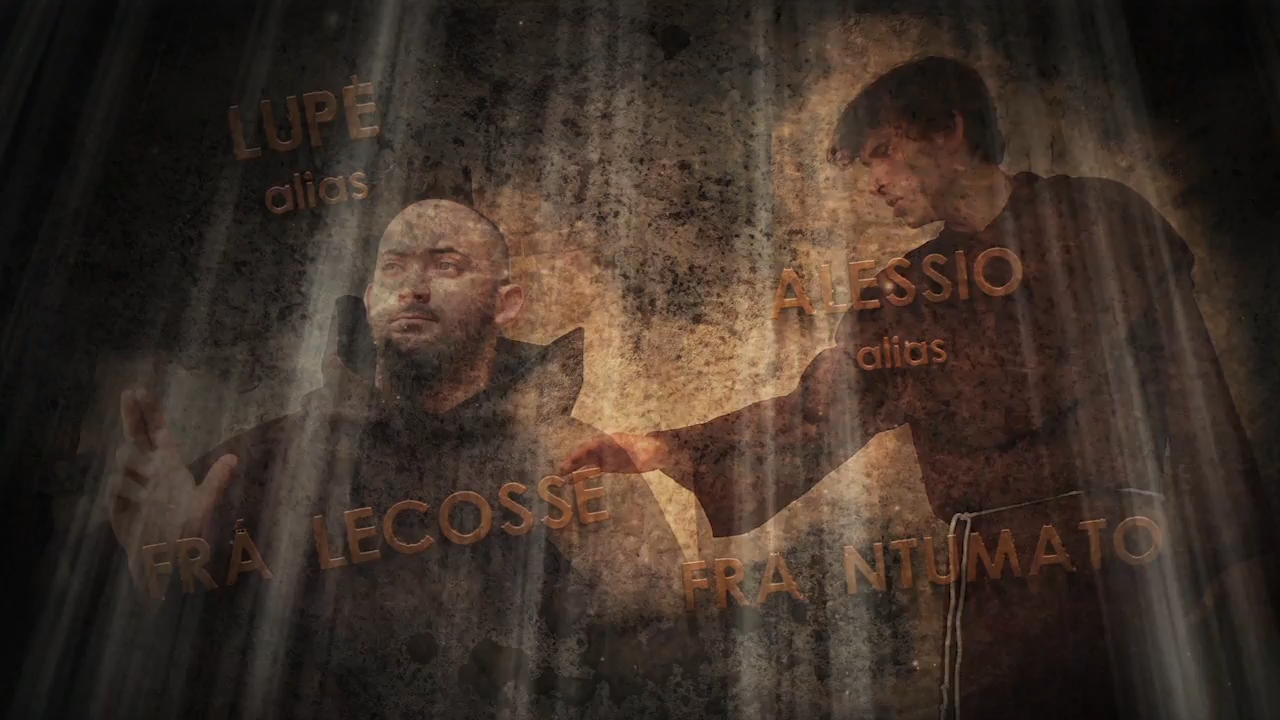 LUPÈ
alias
FRÀ LECOSSE
ALESSIO
alias
FRA NTUMATO